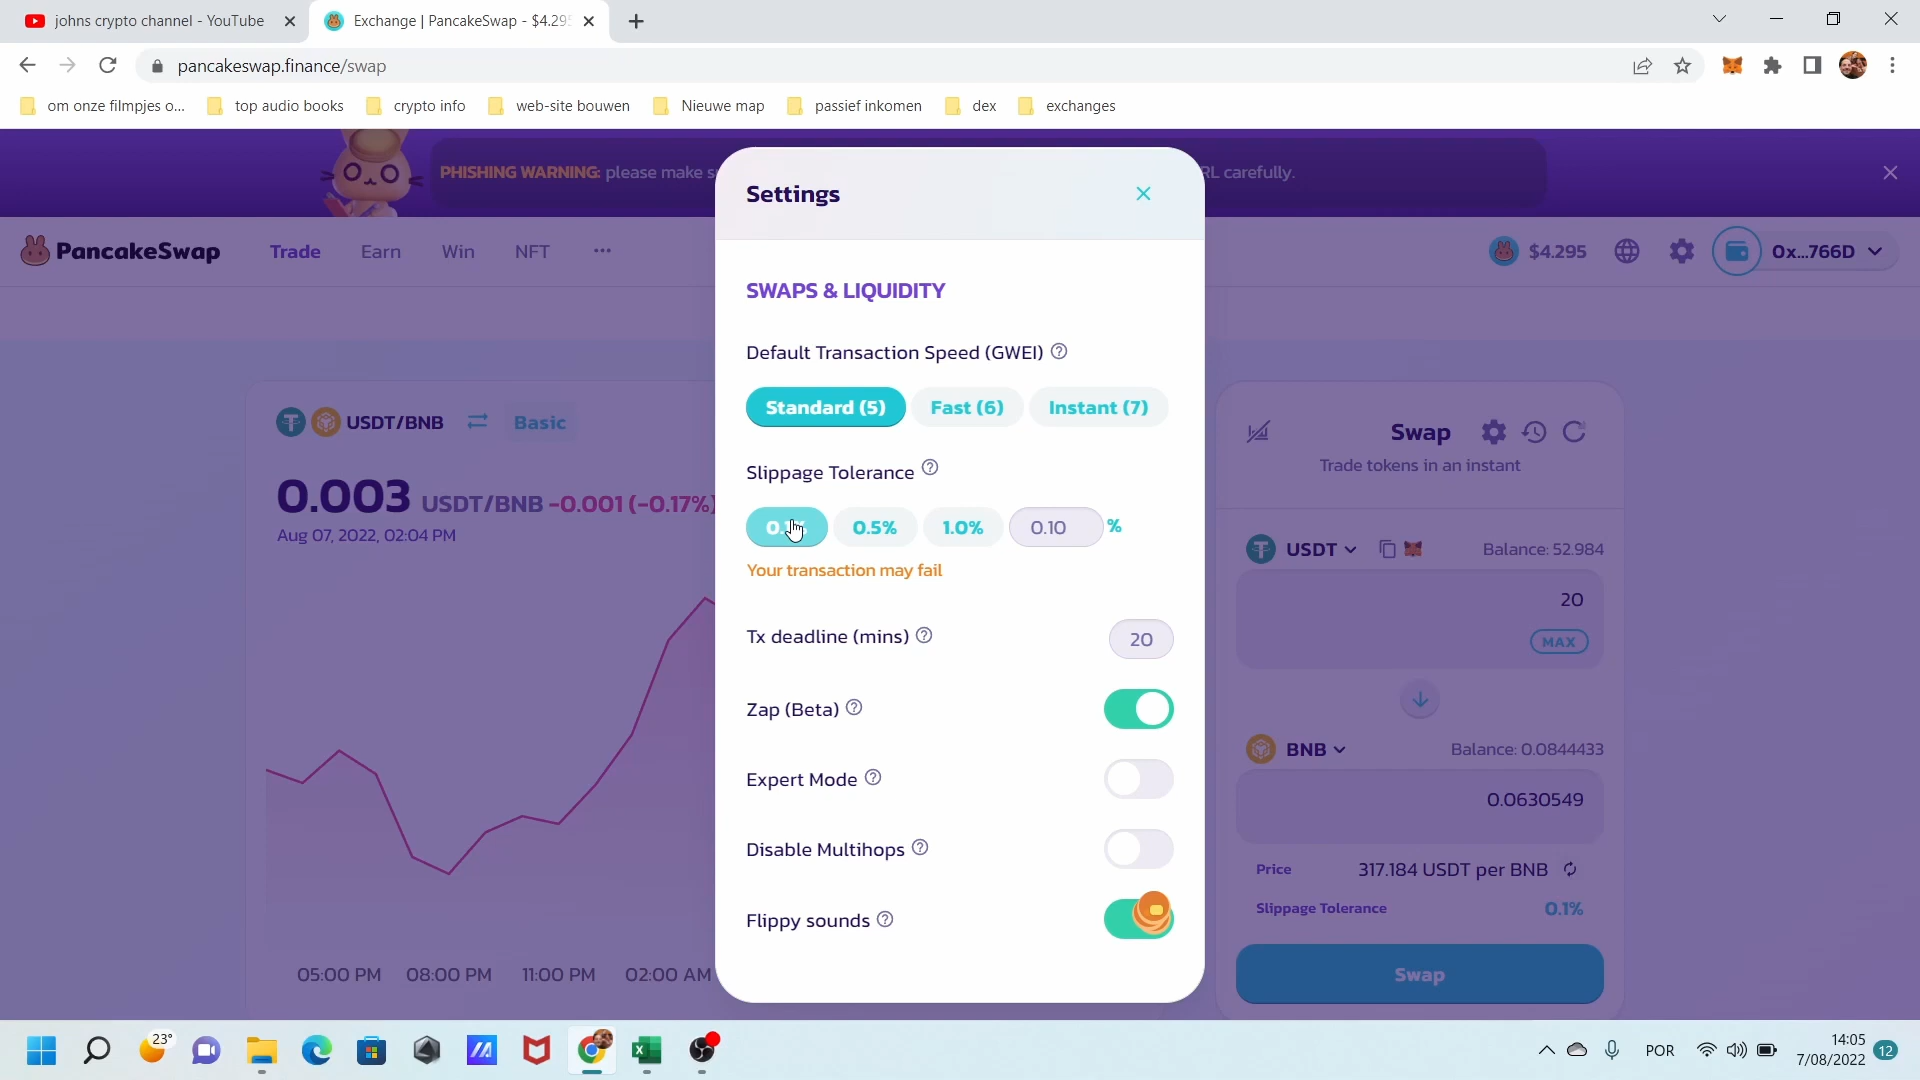 johns crypto channel - YouTube
Exchange | PancakeSwap - $4.295
pancakeswap.finance/swap
om onze filmpjes o...
top audio books
crypto info
web-site bouwen
Nieuwe map
passief inkomen
dex
exchanges
PHISHING WARNING: please make
carefully.
PancakeSwap
Trade
Earn
Win
NFT
$4.295
0x...766D
Settings
SWAPS & LIQUIDITY
Default Transaction Speed (GWEI)
Standard (5)
Fast (6)
Instant (7)
Slippage Tolerance
0.5%
1.0%
0.10
%
Your transaction may fail
Tx deadline (mins)
20
Zap (Beta)
Expert Mode
Disable Multihops
Flippy sounds
USDT/BNB
Basic
0.003 USDT/BNB -0.001 (-0.17%)
Aug 07, 2022, 02:04 PM
05:00 PM
08:00 PM
11:00 PM
02:00 AM
Swap
Trade tokens in an instant
USDT
Balance: 52.984
20
MAX
BNB
Balance: 0.0844433
0.0630549
Price
317.184 USDT per BNB
Slippage Tolerance
0.1%
Swap
23°
POR
14:05
7/08/2022
12